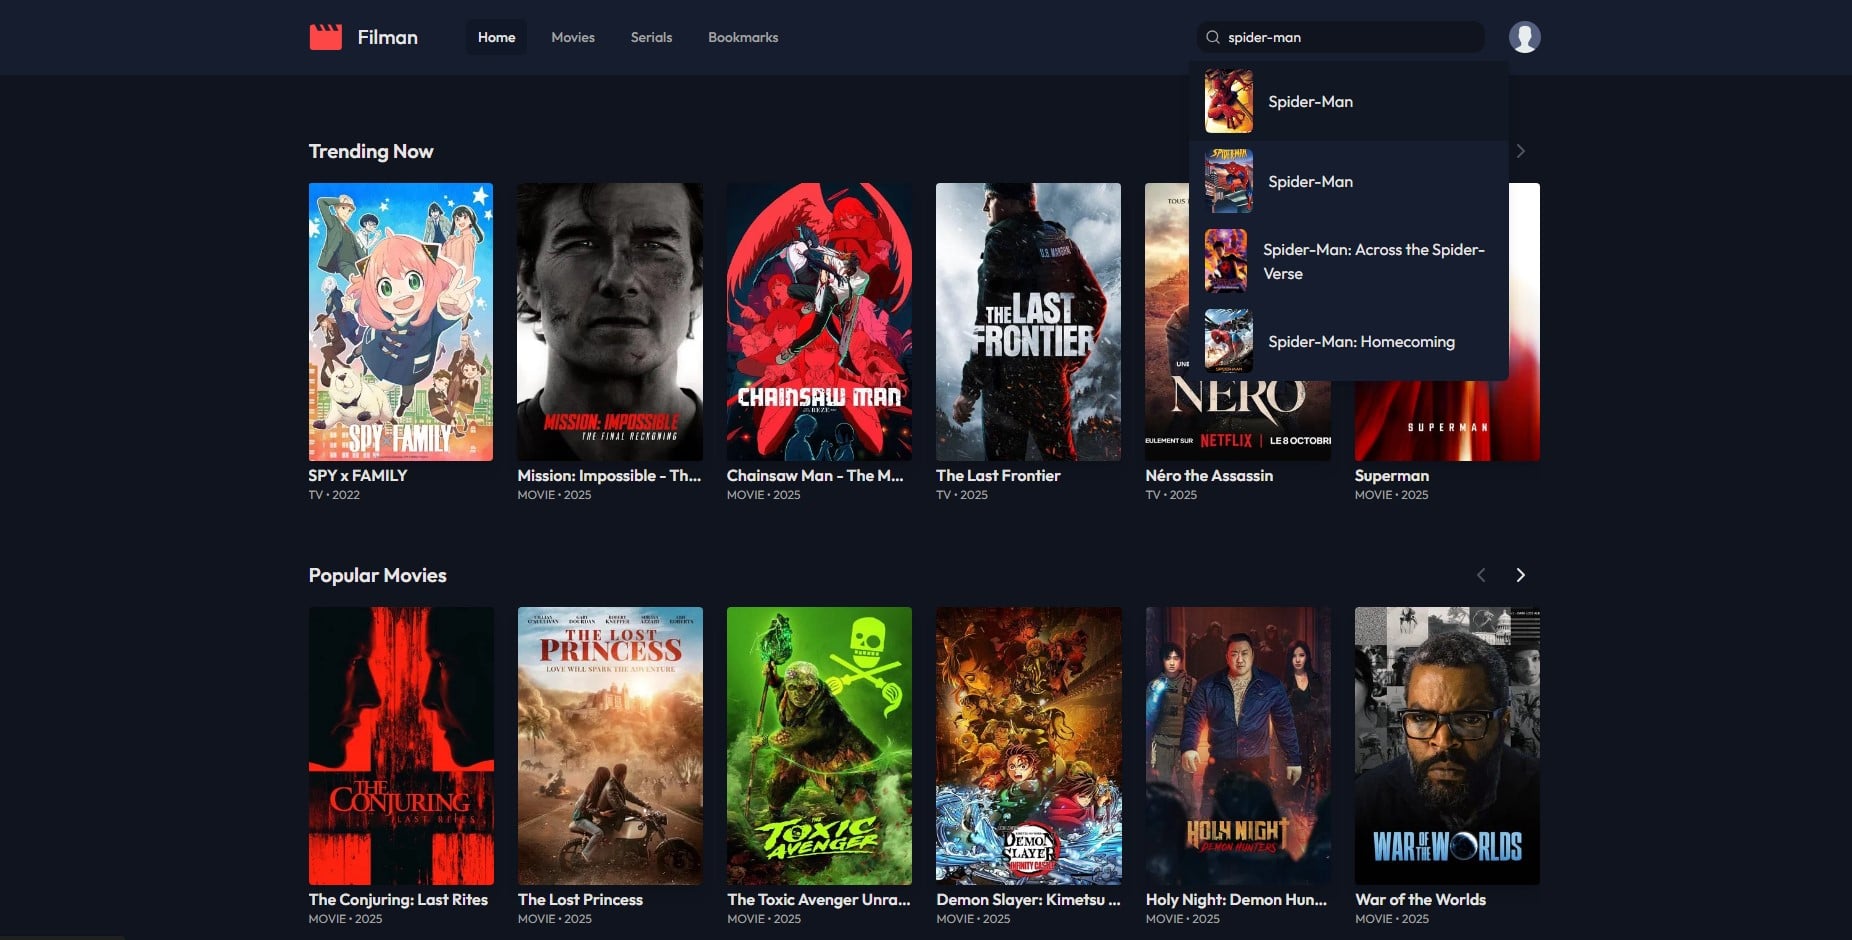 Filman
Home
Movies
Serials
Bookmarks
spider-man
Spider-Man
Spider-Man
Spider-Man: Across the Spider-
Verse
Spider-Man: Homecoming
Trending Now
SPY x FAMILY
U.S. MARSHAL
THE LAST
FRONTIER
TOUS
UNE
MISSION: IMPOSSIBLE
THE FINAL RECKONING
CHAINSAW MAN
REZE
NERO
EULEMENT SUR NETFLIX | LE 8 OCTOBRE
SUPERMAN
SPY x FAMILY
TV • 2022
Mission: Impossible - Th...
MOVIE • 2025
Chainsaw Man - The M...
MOVIE • 2025
The Last Frontier
TV • 2025
Néro the Assassin
TV • 2025
Superman
MOVIE • 2025
Popular Movies
THE
CONJURING
LAST RITES
THE LOST
PRINCESS
LOVE WILL SPARK THE ADVENTURE
THE
TOXIC
AVENGER
DEMON
SLAYER
INFINITY CASTLE
HOLY NIGHT
DEMON HUNTERS
WAR OF THE WORLDS
The Conjuring: Last Rites
MOVIE • 2025
The Lost Princess
MOVIE • 2025
The Toxic Avenger Unra...
MOVIE • 2025
Demon Slayer: Kimetsu ...
MOVIE • 2025
Holy Night: Demon Hun...
MOVIE • 2025
War of the Worlds
MOVIE • 2025